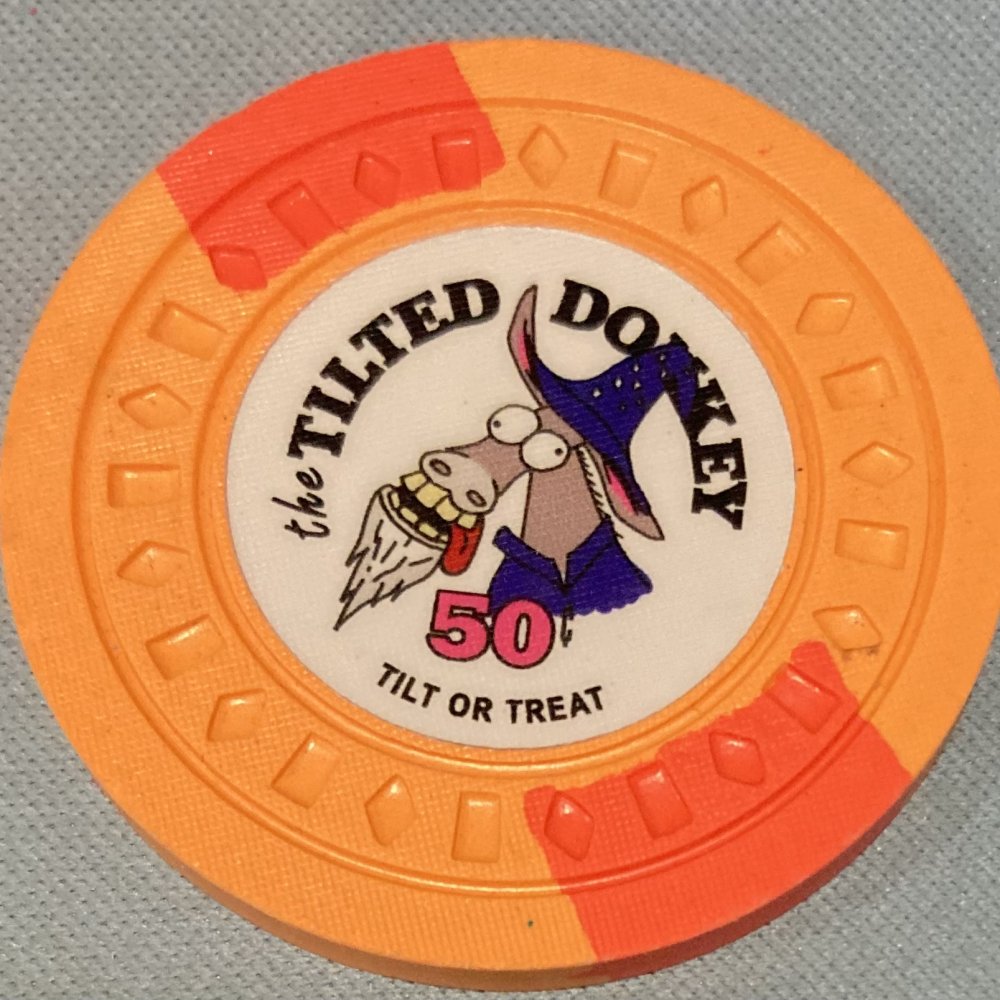 the TILTED DONKEY
50¢
TILT OR TREAT